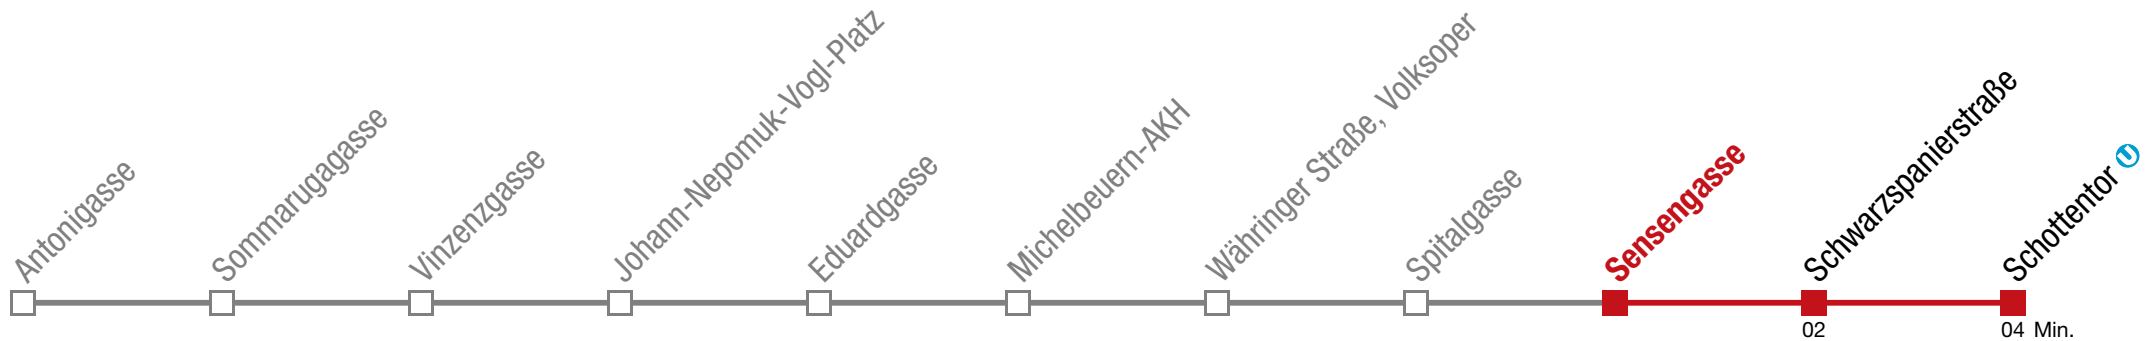 Antonigasse
Sommarugagasse
Vinzenzgasse
Johann-Nepomuk-Vogl-Platz
Eduardgasse
Michelbeuern-AKH
Währinger Straße, Volksoper
Spitalgasse
Sensengasse
Schwarzspanierstraße
Schottentor U
02
04 Min.